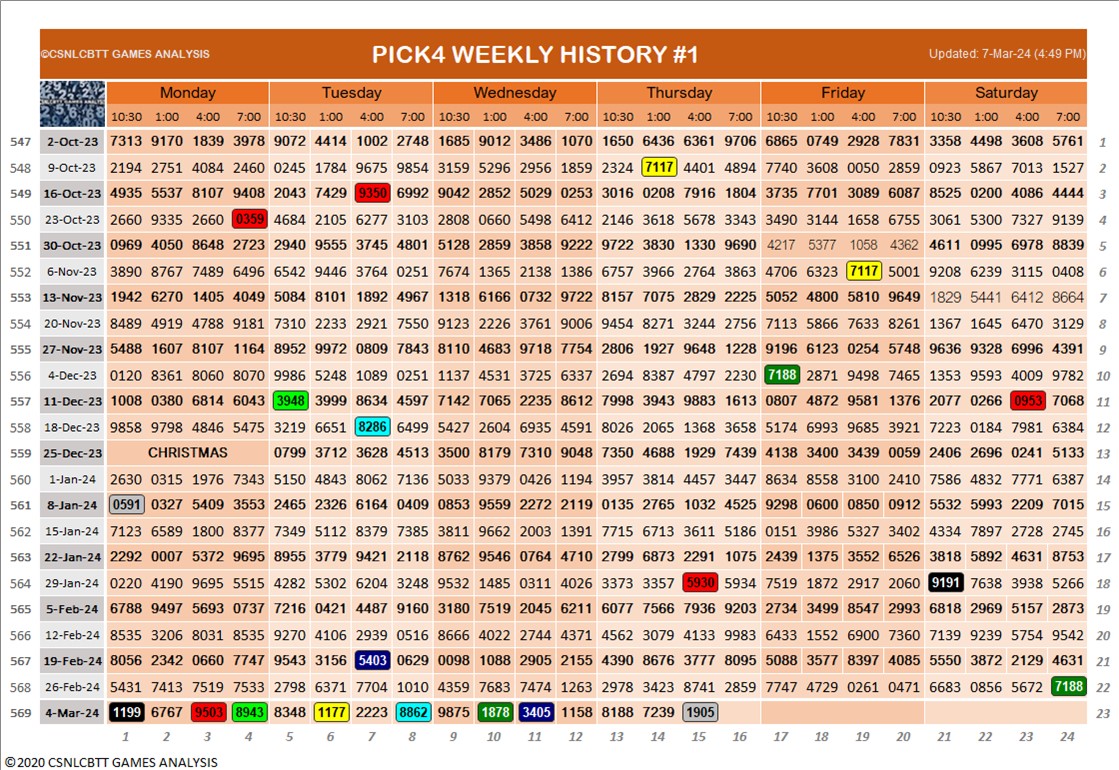 ©CSNLCBTT GAMES ANALYSIS PICK4 WEEKLY HISTORY #1 Updated: 7-Mar-24 (4:49 PM)
Monday Tuesday Wednesday Thursday Friday Saturday
10:30 1:00 4:00 7:00 10:30 1:00 4:00 7:00 10:30 1:00 4:00 7:00 10:30 1:00 4:00 7:00 10:30 1:00 4:00 7:00 10:30 1:00 4:00 7:00
547 2-Oct-23 7313 9170 1839 3978 9072 4414 1002 2748 1685 9012 3486 1070 1650 6436 6361 9706 6865 0749 2928 7831 3358 4498 3608 5761 1
548 9-Oct-23 2194 2751 4084 2460 0245 1784 9675 9854 3159 5296 2956 1859 2324 7117 4401 4894 7740 3608 0050 2859 0923 5867 7013 1527 2
549 16-Oct-23 4935 5537 8107 9408 2043 7429 9350 6992 9042 2852 5029 0253 3016 0208 7916 1804 3735 7701 3089 6087 8525 0200 4086 4444 3
550 23-Oct-23 2660 9335 2660 0359 4684 2105 6277 3103 2808 0660 5498 6412 2146 3618 5678 3343 3490 3144 1658 6755 3061 5300 7327 9139 4
551 30-Oct-23 0969 4050 8648 2723 2940 9555 3745 4801 5128 2859 3858 9222 9722 3830 1330 9690 4217 5377 1058 4362 4611 0995 6978 8839 5
552 6-Nov-23 3890 8767 7489 6496 6542 9446 3764 0251 7674 1365 2138 1386 6757 3966 2764 3863 4706 6323 7117 5001 9208 6239 3115 0408 6
553 13-Nov-23 1942 6270 1405 4049 5084 8101 1892 4967 1318 6166 0732 9722 8157 7075 2829 2225 5052 4800 5810 9649 1829 5441 6412 8664 7
554 20-Nov-23 8489 4919 4788 9181 7310 2233 2921 7550 9123 2226 3761 9006 9454 8271 3244 2756 7113 5866 7633 8261 1367 1645 6470 3129 8
555 27-Nov-23 5488 1607 8107 1164 8952 9972 0809 7843 8110 4683 9718 7754 2806 1927 9648 1228 9196 6123 0254 5748 9636 9328 6996 4391 9
556 4-Dec-23 0120 8361 8060 8070 9986 5248 1089 0251 1137 4531 3725 6337 2694 8387 4797 2230 7188 2871 9498 7465 1353 9593 4009 9782 10
557 11-Dec-23 1008 0380 6814 6043 3948 3999 8634 4597 7142 7065 2235 8612 7998 3943 9883 1613 0807 4872 9581 1376 2077 0266 0953 7068 11
558 18-Dec-23 9858 9798 4846 5475 3219 6651 8286 6499 5427 2604 6935 4591 8026 2065 1368 3658 5174 6993 9685 3921 7223 0184 7981 6384 12
559 25-Dec-23 CHRISTMAS 0799 3712 3628 4513 3500 8179 7310 9048 7350 4688 1929 7439 4138 3400 3439 0059 2406 2696 0241 5133 13
560 1-Jan-24 2630 0315 1976 7343 5150 4843 8062 7136 5033 9379 0426 1194 3957 3814 4457 3447 8634 8558 3100 2410 7586 4832 7771 6387 14
561 8-Jan-24 0591 0327 5409 3553 2465 2326 6164 0409 0853 9559 2272 2119 0135 2765 1032 4525 9298 0600 0850 0912 5532 5993 2209 7015 15
562 15-Jan-24 7123 6589 1800 8377 7349 5112 8379 7385 3811 9662 2003 1391 7715 6713 3611 5186 0151 3986 5327 3402 4334 7897 2728 2745 16
563 22-Jan-24 2292 0007 5372 9695 8955 3779 9421 2118 8762 9546 0764 4710 2799 6873 2291 1075 2439 1375 3552 6526 3818 5892 4631 8753 17
564 29-Jan-24 0220 4190 9695 5515 4282 5302 6204 3248 9532 1485 0311 4026 3373 3357 5930 5934 7519 1872 2917 2060 9191 7638 3938 5266 18
565 5-Feb-24 6788 9497 5693 0737 7216 0421 4487 9160 3180 7519 2045 6211 6077 7566 7936 9203 2734 3499 8547 2993 6818 2969 5157 2873 19
566 12-Feb-24 8535 3206 8031 8535 9270 4106 2939 0516 8666 4022 2744 4371 4562 3079 4133 9983 6433 1552 6900 7360 7139 9239 5754 9542 20
567 19-Feb-24 8056 2342 0660 7747 9543 3156 5403 0629 0098 1088 2905 2155 4390 8676 3777 8095 5088 3577 8397 4085 5550 3872 2129 4631 21
568 26-Feb-24 5431 7413 7519 7533 2798 6371 7704 1010 4359 7683 7474 1263 2978 3423 8741 2859 7747 4729 0261 0471 6683 0856 5672 7188 22
569 4-Mar-24 1199 6767 9503 8943 8348 1177 2223 8862 9875 1878 3405 1158 8188 7239 1905 23
1 2 3 4 5 6 7 8 9 10 11 12 13 14 15 16 17 18 19 20 21 22 23 24
©2020 CSNLCBTT GAMES ANALYSIS